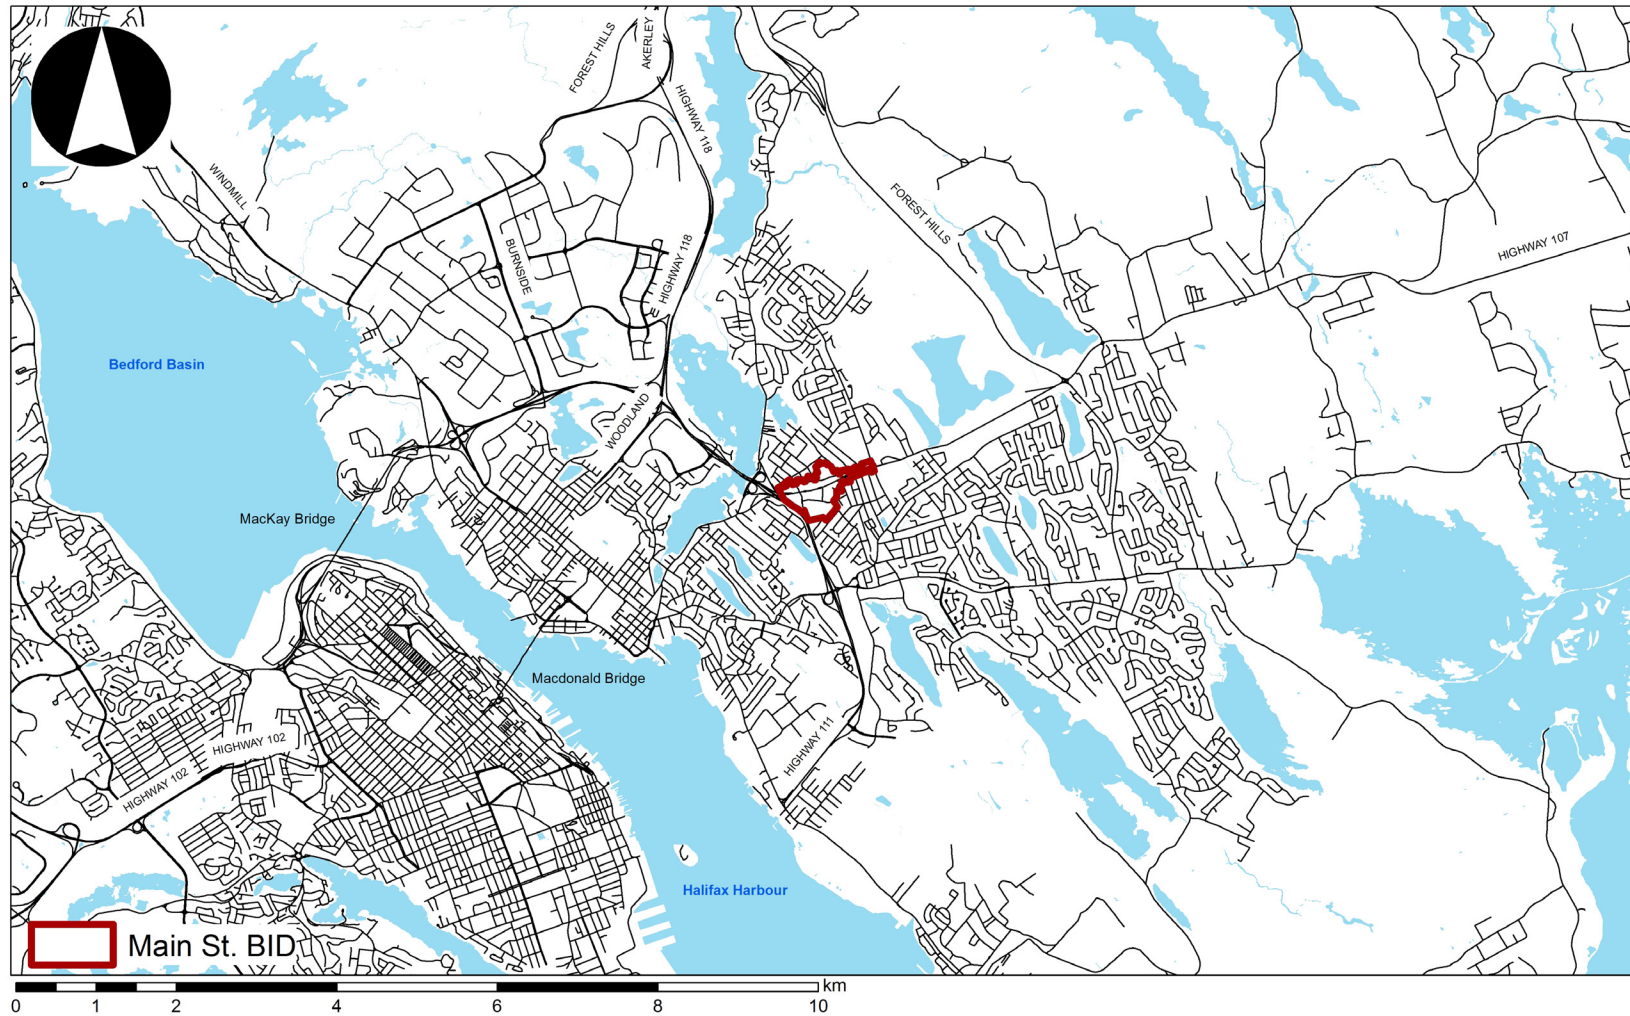 FOREST HILLS
AKERLEY
HIGHWAY 118
WINDMILL
FOREST HILLS
BURNSIDE
HIGHWAY 118
HIGHWAY 107
Bedford Basin
WOODLAND
MacKay Bridge
Macdonald Bridge
HIGHWAY 102
HIGHWAY 102
HIGHWAY 111
Halifax Harbour
Main St. BID
km
0 1 2 4 6 8 10